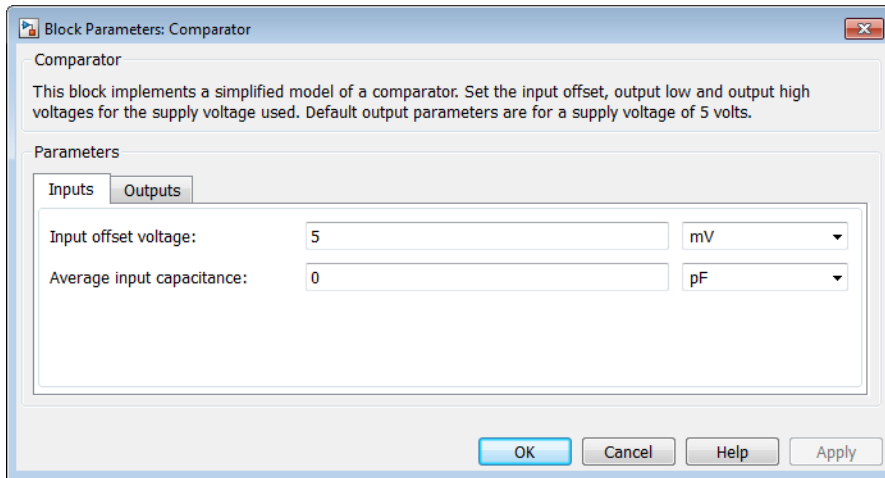 Block Parameters: Comparator
Comparator
This block implements a simplified model of a comparator. Set the input offset, output low and output high
voltages for the supply voltage used. Default output parameters are for a supply voltage of 5 volts.
Parameters
Inputs Outputs
Input offset voltage: 5 mV
Average input capacitance: 0 pF
OK Cancel Help Apply